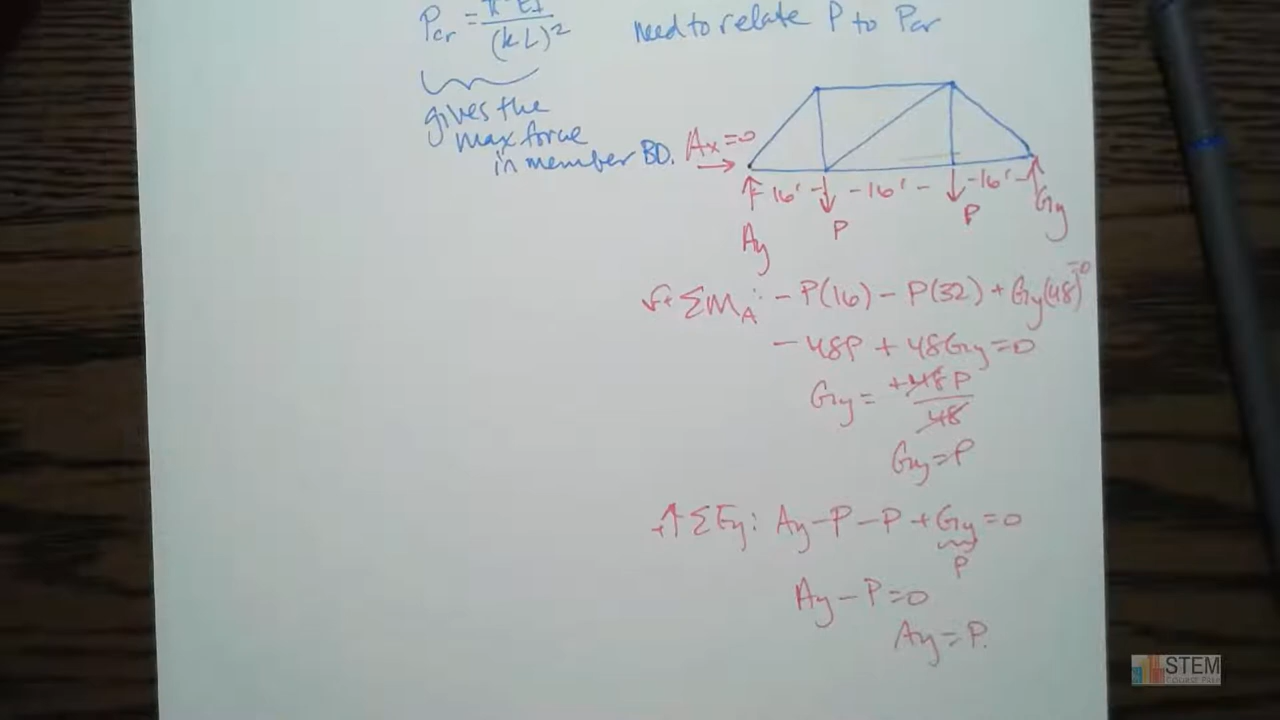 Pcr = π²EI / (kL)²
need to relate P to Pcr
gives the
max force
in member BD.
Ax=0
16' -16'- -16'-
Ay P P Gy
+ ΣMA: - P(16) - P(32) + Gy(48) =0
- 48P + 48Gy =0
Gy = +48P / 48
Gy=P
+↑ ΣFy: Ay - P - P + Gy =0
P
Ay - P =0
Ay = P.
STEM
COURSE PREP